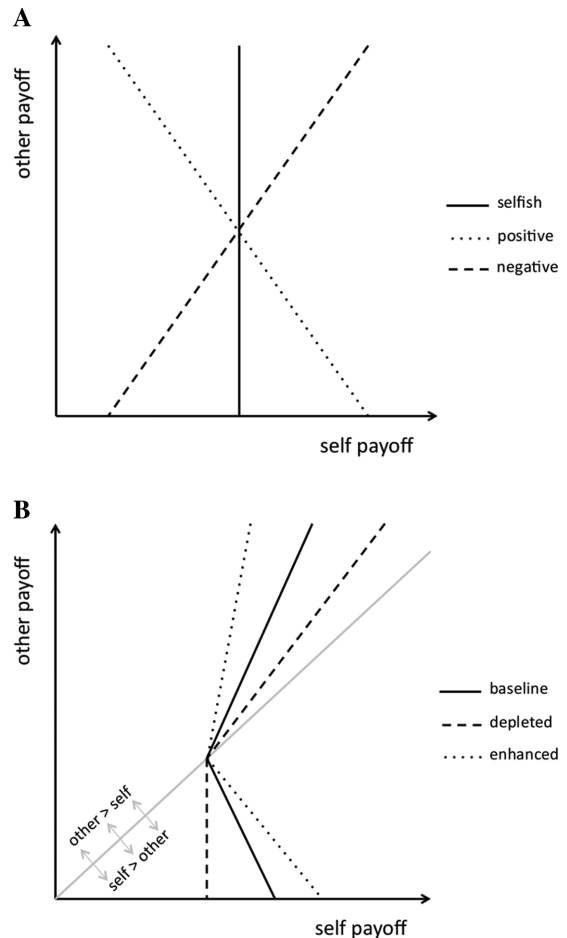 A
other payoff
selfish
positive
negative
self payoff
B
other payoff
baseline
depleted
enhanced
other > self
self > other
self payoff